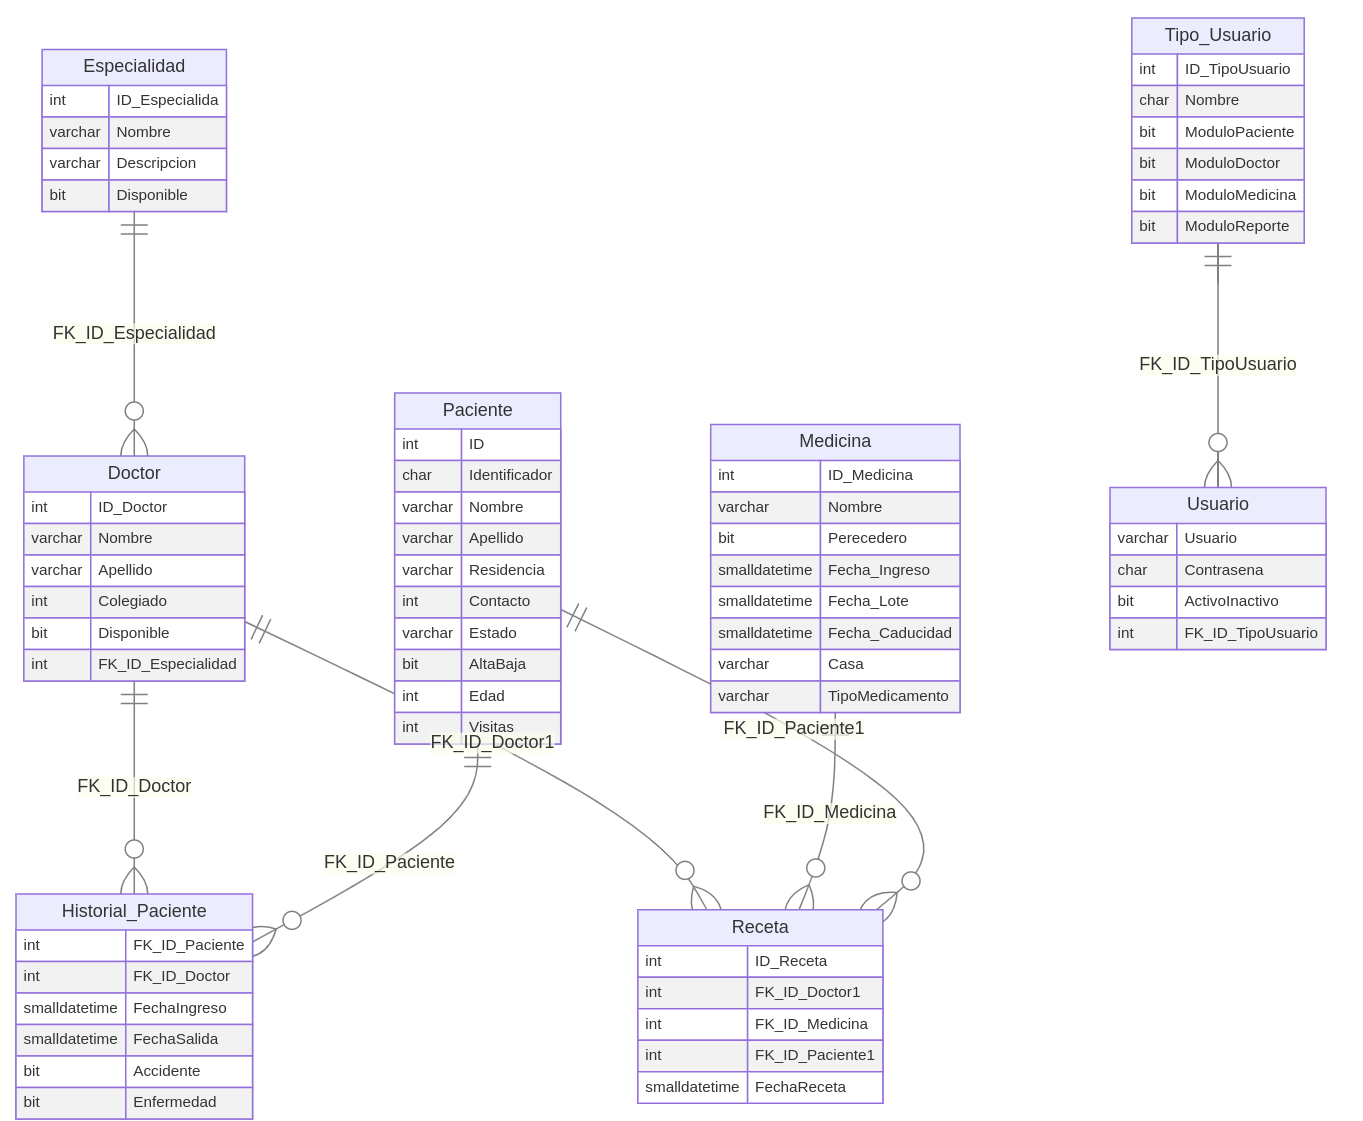 Especialidad
int ID_Especialida
varchar Nombre
varchar Descripcion
bit Disponible
Tipo_Usuario
int ID_TipoUsuario
char Nombre
bit ModuloPaciente
bit ModuloDoctor
bit ModuloMedicina
bit ModuloReporte
FK_ID_Especialidad
FK_ID_TipoUsuario
Doctor
int ID_Doctor
varchar Nombre
varchar Apellido
int Colegiado
bit Disponible
int FK_ID_Especialidad
Paciente
int ID
char Identificador
varchar Nombre
varchar Apellido
varchar Residencia
int Contacto
varchar Estado
bit AltaBaja
int Edad
int Visitas
Medicina
int ID_Medicina
varchar Nombre
bit Perecedero
smalldatetime Fecha_Ingreso
smalldatetime Fecha_Lote
smalldatetime Fecha_Caducidad
varchar Casa
varchar TipoMedicamento
Usuario
varchar Usuario
char Contrasena
bit ActivoInactivo
int FK_ID_TipoUsuario
FK_ID_Doctor1
FK_ID_Paciente1
FK_ID_Doctor
FK_ID_Medicina
FK_ID_Paciente
Historial_Paciente
int FK_ID_Paciente
int FK_ID_Doctor
smalldatetime FechaIngreso
smalldatetime FechaSalida
bit Accidente
bit Enfermedad
Receta
int ID_Receta
int FK_ID_Doctor1
int FK_ID_Medicina
int FK_ID_Paciente1
smalldatetime FechaReceta